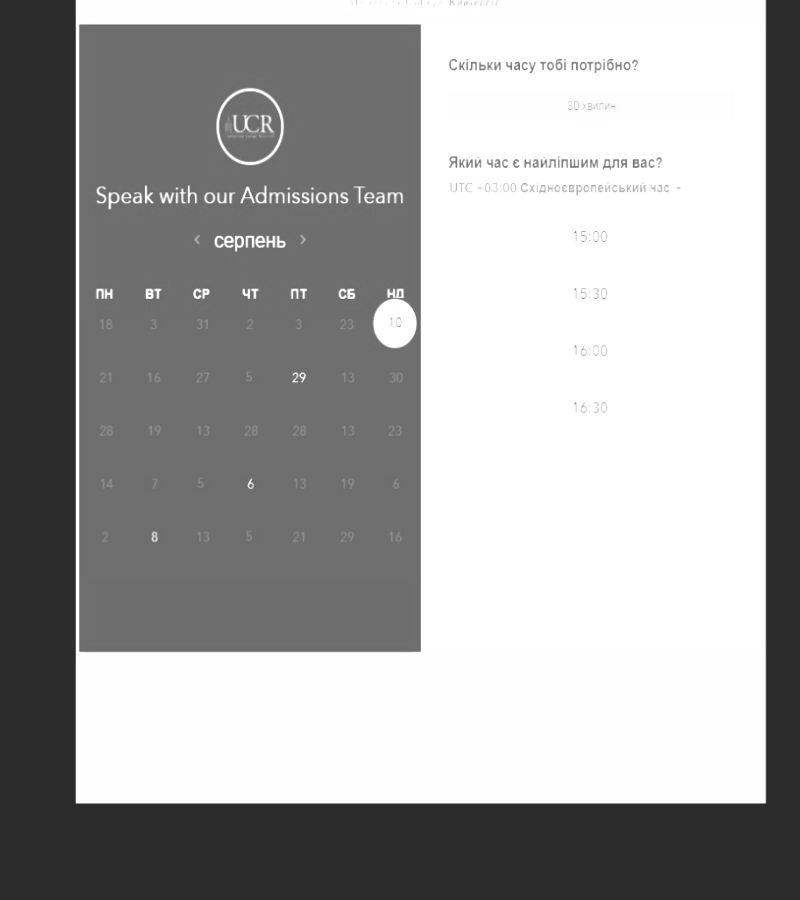 UCR
Speak with our Admissions Team
‹ серпень ›
ПН ВТ СР ЧТ ПТ СБ НД
18 3 31 2 3 23 10
21 16 27 5 29 13 30
28 19 13 28 28 13 23
14 7 5 6 13 19 6
2 8 13 5 21 29 16
Скільки часу тобі потрібно?
30 хвилин
Який час є найліпшим для вас?
UTC +03:00 Східноєвропейський час
15:00
15:30
16:00
16:30